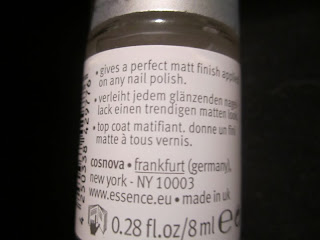 • gives a perfect matt finish applied
on any nail polish.
• verleiht jedem glänzenden nagel-
lack einen trendigen matten look.
• top coat matifiant. donne un fini
matte à tous vernis.
cosnova • frankfurt (germany),
new york - NY 10003
www.essence.eu • made in uk
0.28 fl.oz/8 ml e